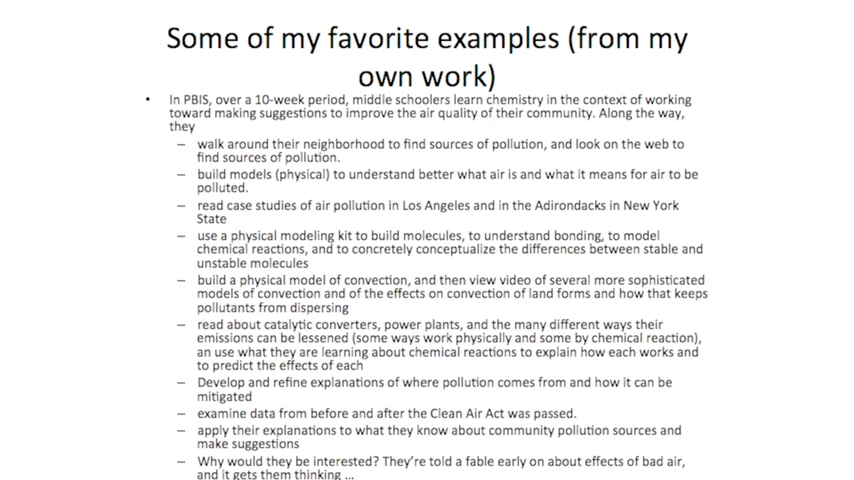 Some of my favorite examples (from my
own work)
• In PBIS, over a 10-week period, middle schoolers learn chemistry in the context of working
toward making suggestions to improve the air quality of their community. Along the way,
they
– walk around their neighborhood to find sources of pollution, and look on the web to
find sources of pollution.
– build models (physical) to understand better what air is and what it means for air to be
polluted.
– read case studies of air pollution in Los Angeles and in the Adirondacks in New York
State
– use a physical modeling kit to build molecules, to understand bonding, to model
chemical reactions, and to concretely conceptualize the differences between stable and
unstable molecules
– build a physical model of convection, and then view video of several more sophisticated
models of convection and of the effects on convection of land forms and how that keeps
pollutants from dispersing
– read about catalytic converters, power plants, and the many different ways their
emissions can be lessened (some ways work physically and some by chemical reaction),
an use what they are learning about chemical reactions to explain how each works and
to predict the effects of each
– Develop and refine explanations of where pollution comes from and how it can be
mitigated
– examine data from before and after the Clean Air Act was passed.
– apply their explanations to what they know about community pollution sources and
make suggestions
– Why would they be interested? They're told a fable early on about effects of bad air,
and it gets them thinking ...